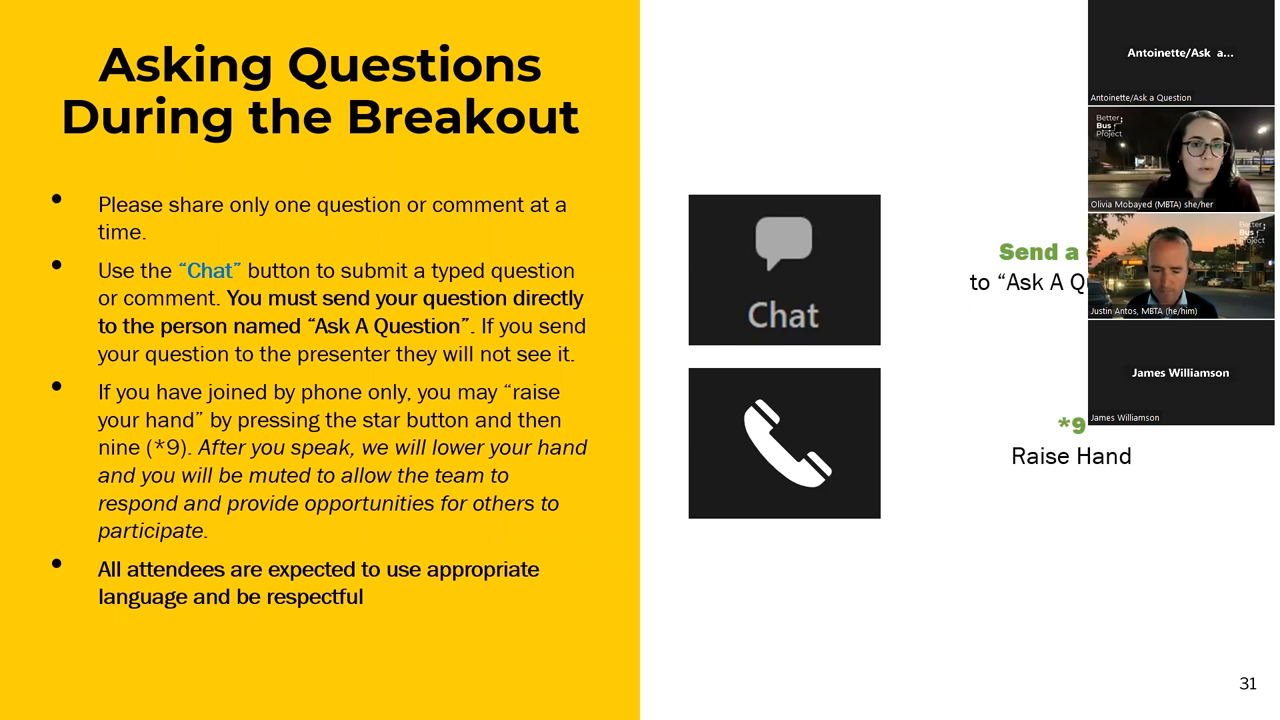 Asking Questions
During the Breakout
• Please share only one question or comment at a
time.
• Use the “Chat” button to submit a typed question
or comment. You must send your question directly
to the person named “Ask A Question”. If you send
your question to the presenter they will not see it.
• If you have joined by phone only, you may “raise
your hand” by pressing the star button and then
nine (*9). After you speak, we will lower your hand
and you will be muted to allow the team to
respond and provide opportunities for others to
participate.
• All attendees are expected to use appropriate
language and be respectful
Chat
Send a
to “Ask A
*9
Raise Hand
31
Antoinette/Ask a...
Antoinette/Ask a Question
Better
Bus
Project
Olivia Mobayed (MBTA) she/her
Better
Bus
Project
Justin Antos, MBTA (he/him)
James Williamson
James Williamson